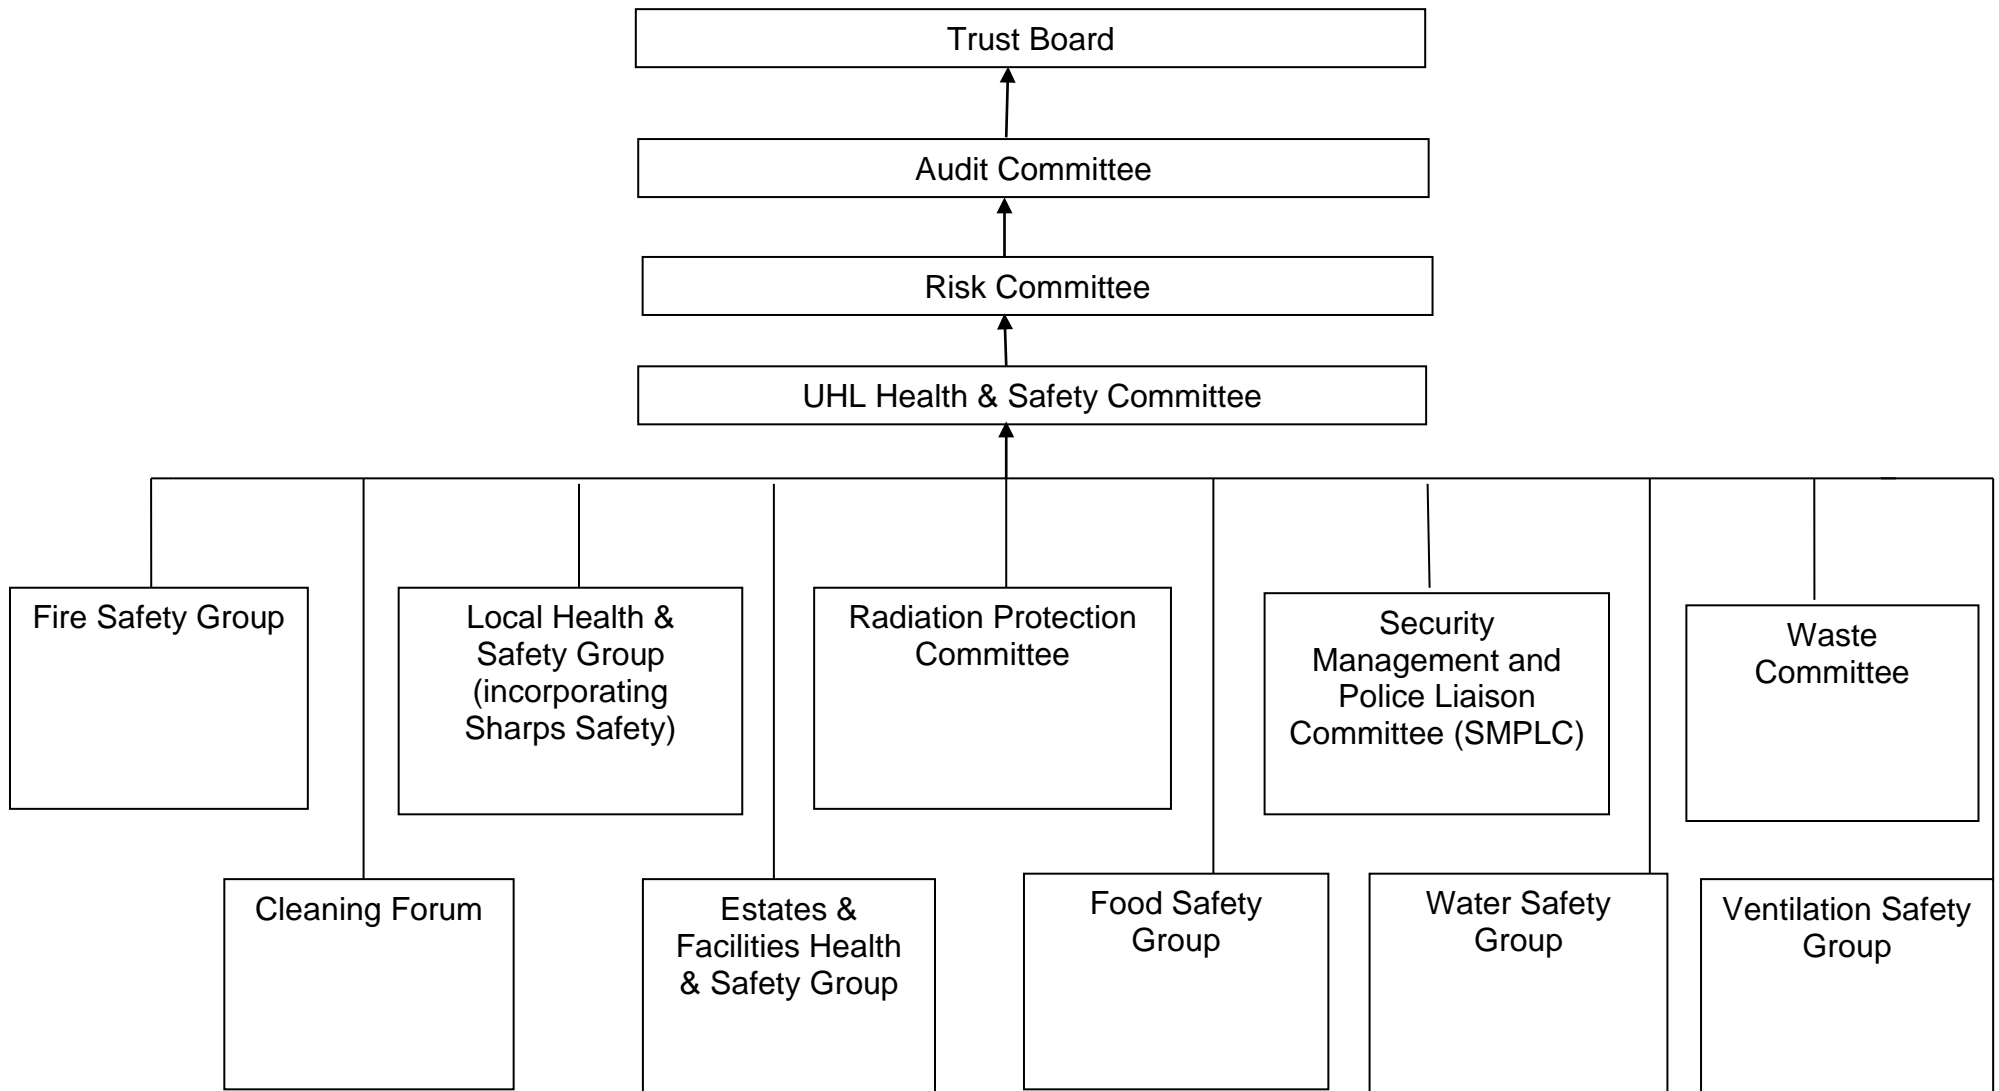 Trust Board
Audit Committee
Risk Committee
UHL Health & Safety Committee
Fire Safety Group
Local Health &
Safety Group
(incorporating
Sharps Safety)
Radiation Protection
Committee
Security
Management and
Police Liaison
Committee (SMPLC)
Waste
Committee
Cleaning Forum
Estates &
Facilities Health
& Safety Group
Food Safety
Group
Water Safety
Group
Ventilation Safety
Group